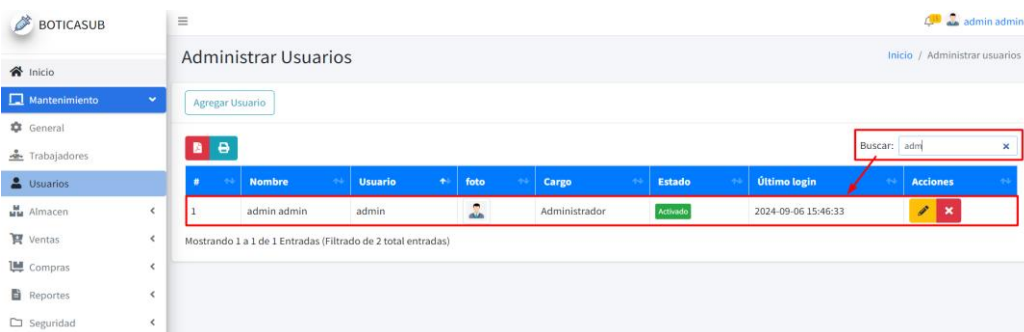 BOTICASUB
admin admin
Inicio
Mantenimiento
General
Trabajadores
Usuarios
Almacen
Ventas
Compras
Reportes
Seguridad
Administrar Usuarios
Inicio / Administrar usuarios
Agregar Usuario
Buscar: adm
# Nombre Usuario foto Cargo Estado Último login Acciones
1 admin admin admin Administrador Activado 2024-09-06 15:46:33
Mostrando 1 a 1 de 1 Entradas (Filtrado de 2 total entradas)